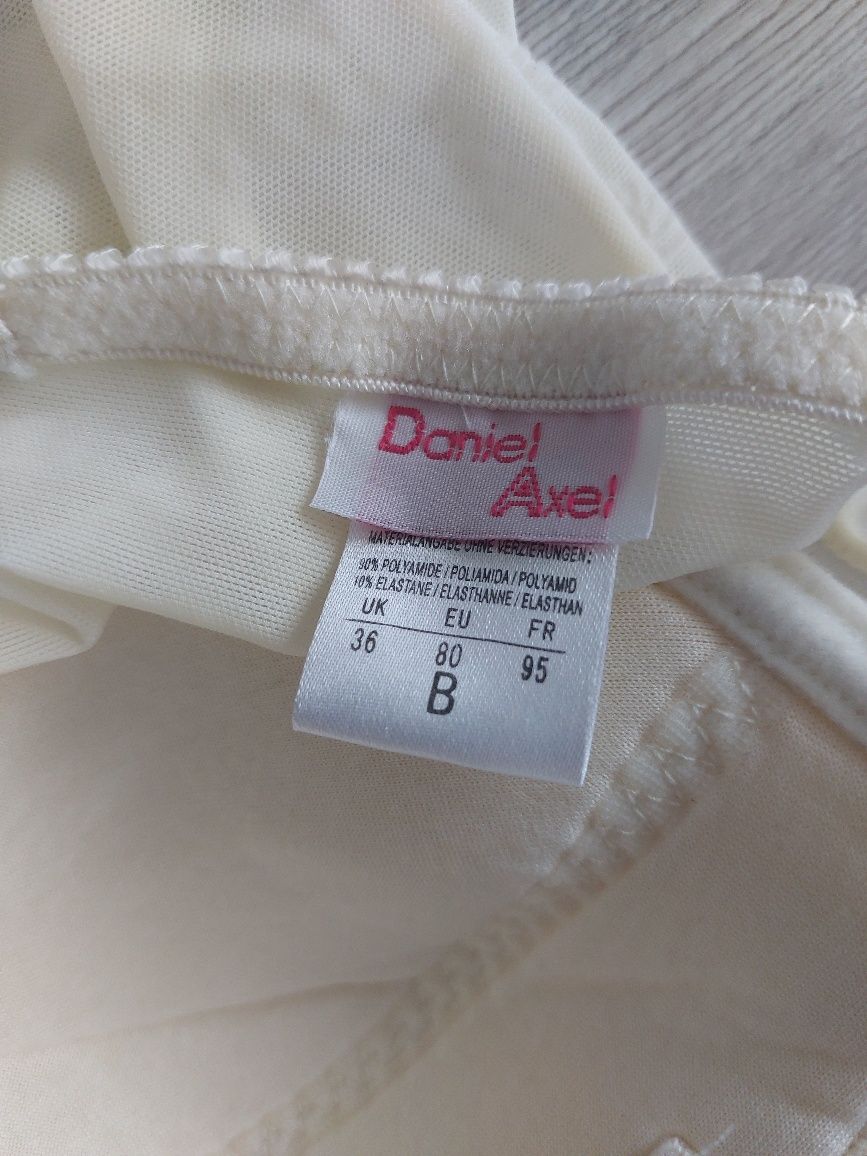 Daniel
Axel
MATERIALANGABE OHNE VERZIERUNGEN:
90% POLYAMIDE / POLIAMIDA / POLYAMID
10% ELASTANE / ELASTHANNE / ELASTHAN
UK EU FR
36 80 95
B